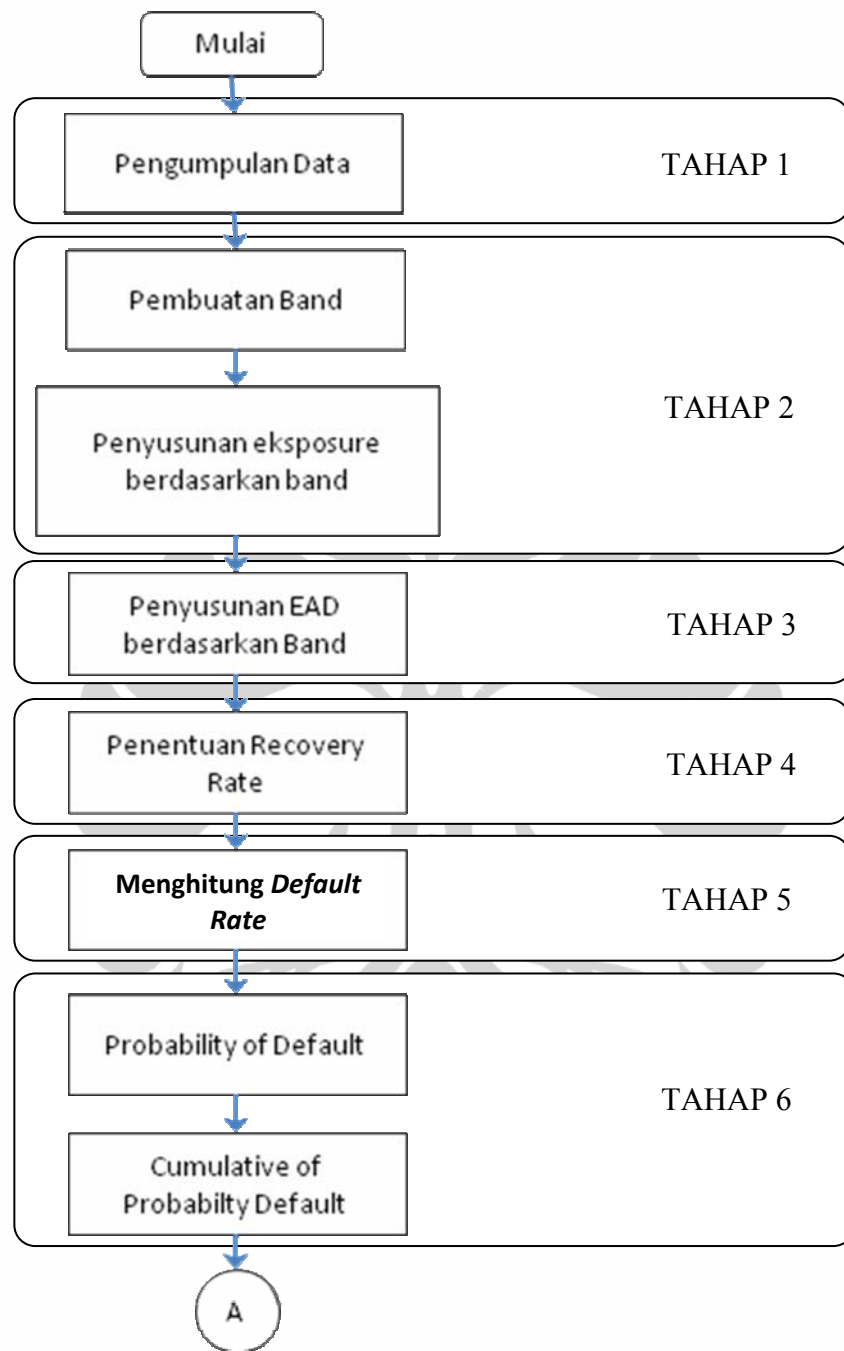 Mulai
Pengumpulan Data
TAHAP 1
Pembuatan Band
Penyusunan eksposure
berdasarkan band
TAHAP 2
Penyusunan EAD
berdasarkan Band
TAHAP 3
Penentuan Recovery
Rate
TAHAP 4
Menghitung Default
Rate
TAHAP 5
Probability of Default
Cumulative of
Probabilty Default
TAHAP 6
A